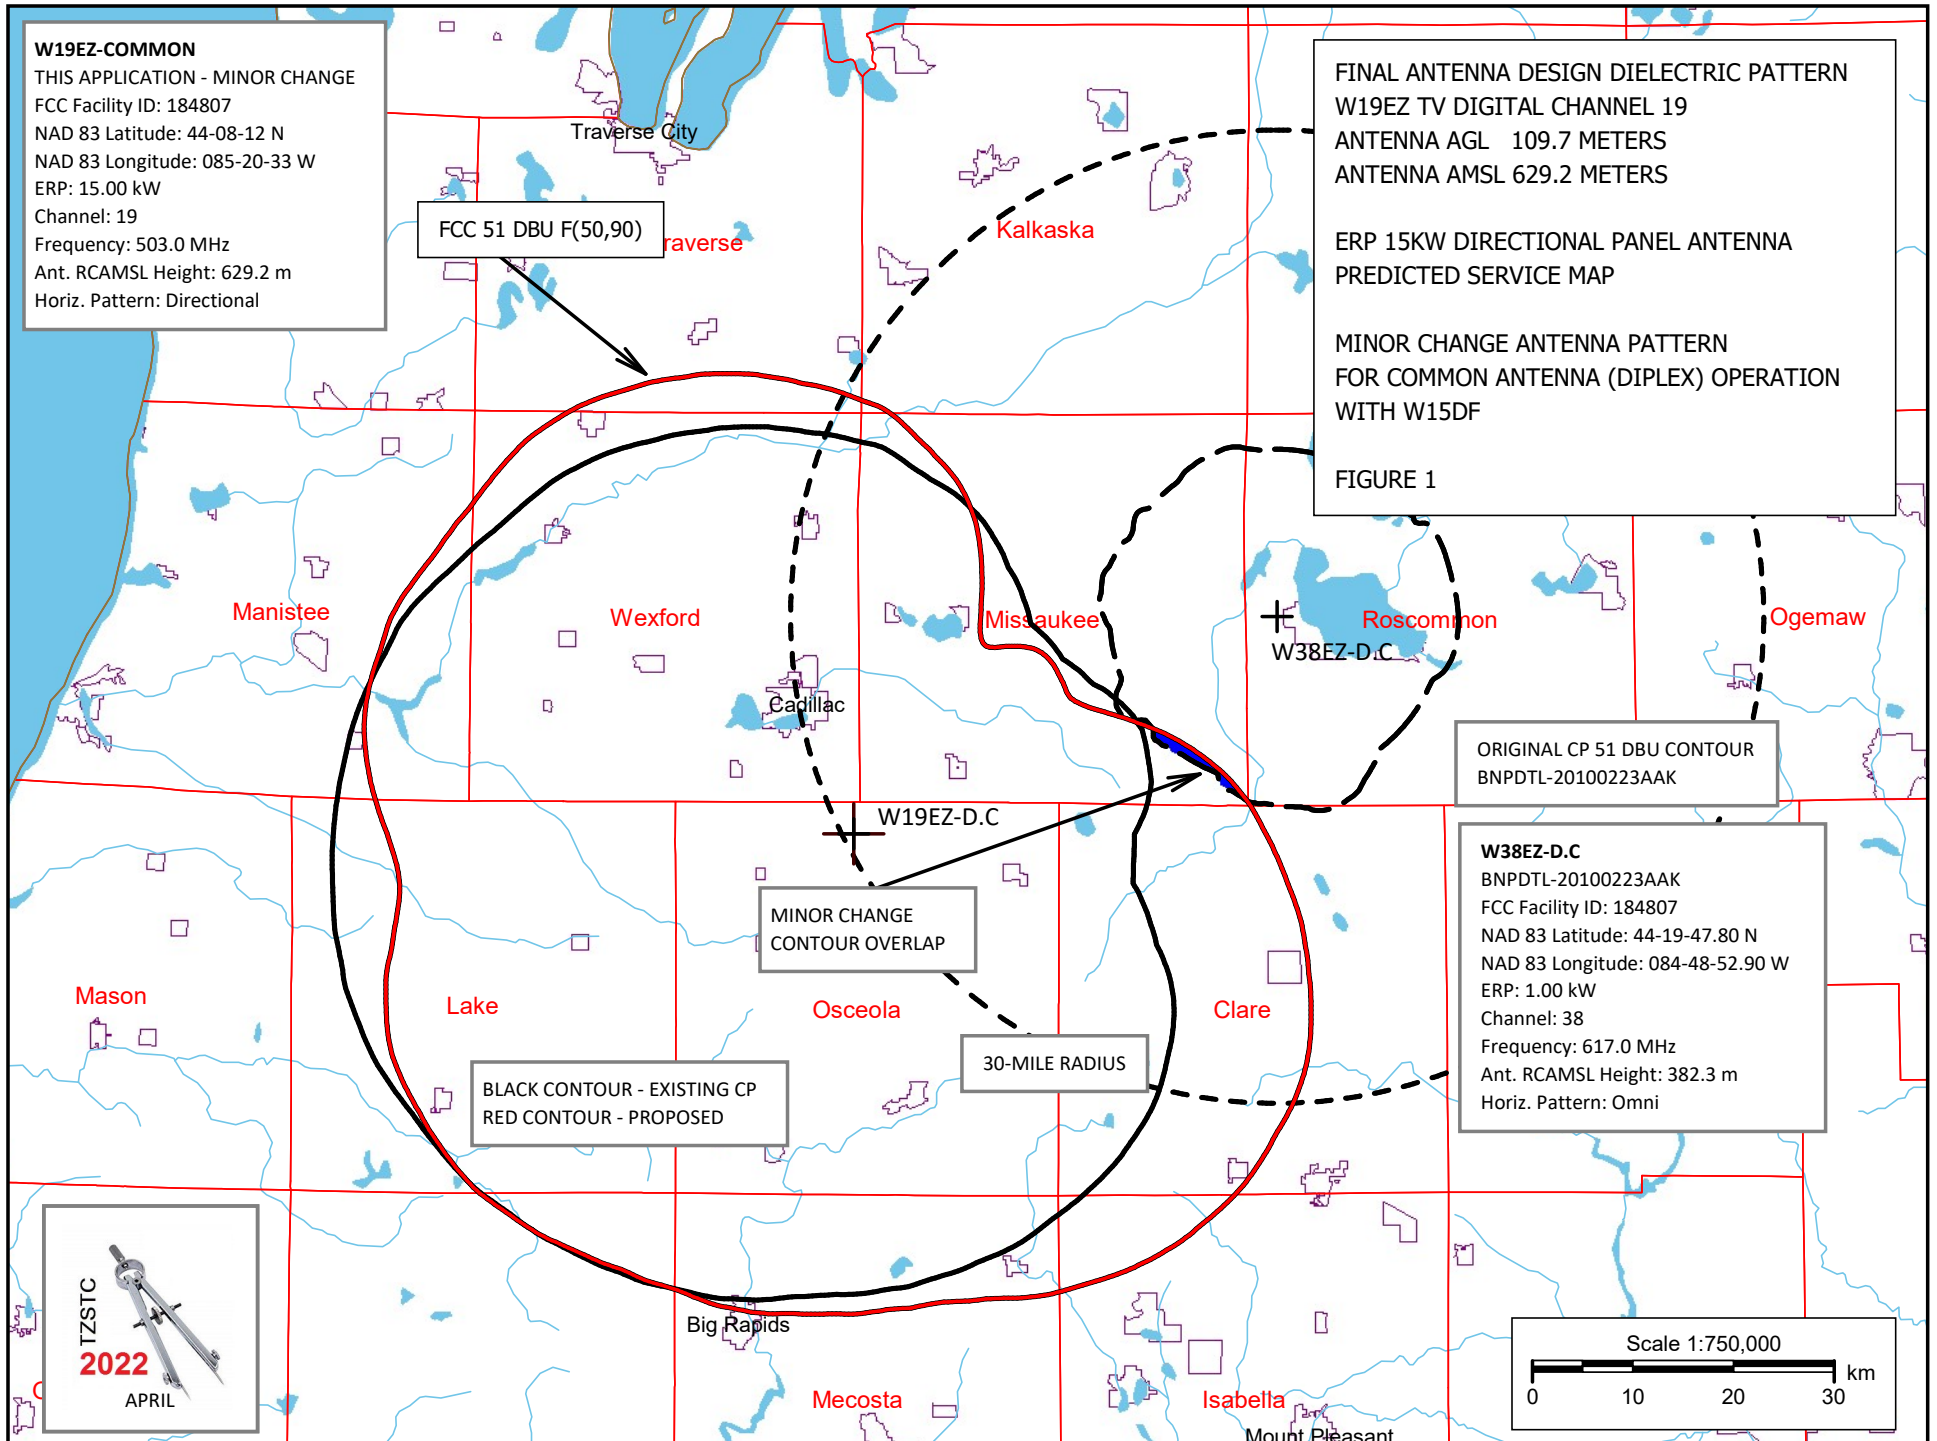 W19EZ-COMMON
THIS APPLICATION - MINOR CHANGE
FCC Facility ID: 184807
NAD 83 Latitude: 44-08-12 N
NAD 83 Longitude: 085-20-33 W
ERP: 15.00 kW
Channel: 19
Frequency: 503.0 MHz
Ant. RCAMSL Height: 629.2 m
Horiz. Pattern: Directional
FINAL ANTENNA DESIGN DIELECTRIC PATTERN
W19EZ TV DIGITAL CHANNEL 19
ANTENNA AGL 109.7 METERS
ANTENNA AMSL 629.2 METERS
ERP 15KW DIRECTIONAL PANEL ANTENNA
PREDICTED SERVICE MAP
MINOR CHANGE ANTENNA PATTERN
FOR COMMON ANTENNA (DIPLEX) OPERATION
WITH W15DF
FIGURE 1
Traverse City
FCC 51 DBU F(50,90)
raverse
Kalkaska
Manistee
Wexford
Missaukee
Roscommon
Ogemaw
W38EZ-D.C
Cadillac
ORIGINAL CP 51 DBU CONTOUR
BNPDTL-20100223AAK
W19EZ-D.C
W38EZ-D.C
BNPDTL-20100223AAK
FCC Facility ID: 184807
NAD 83 Latitude: 44-19-47.80 N
NAD 83 Longitude: 084-48-52.90 W
ERP: 1.00 kW
Channel: 38
Frequency: 617.0 MHz
Ant. RCAMSL Height: 382.3 m
Horiz. Pattern: Omni
MINOR CHANGE
CONTOUR OVERLAP
Mason
Lake
Osceola
Clare
30-MILE RADIUS
BLACK CONTOUR - EXISTING CP
RED CONTOUR - PROPOSED
TZSTC
2022
APRIL
Big Rapids
Mecosta
Isabella
Mount Pleasant
Scale 1:750,000
km
0 10 20 30